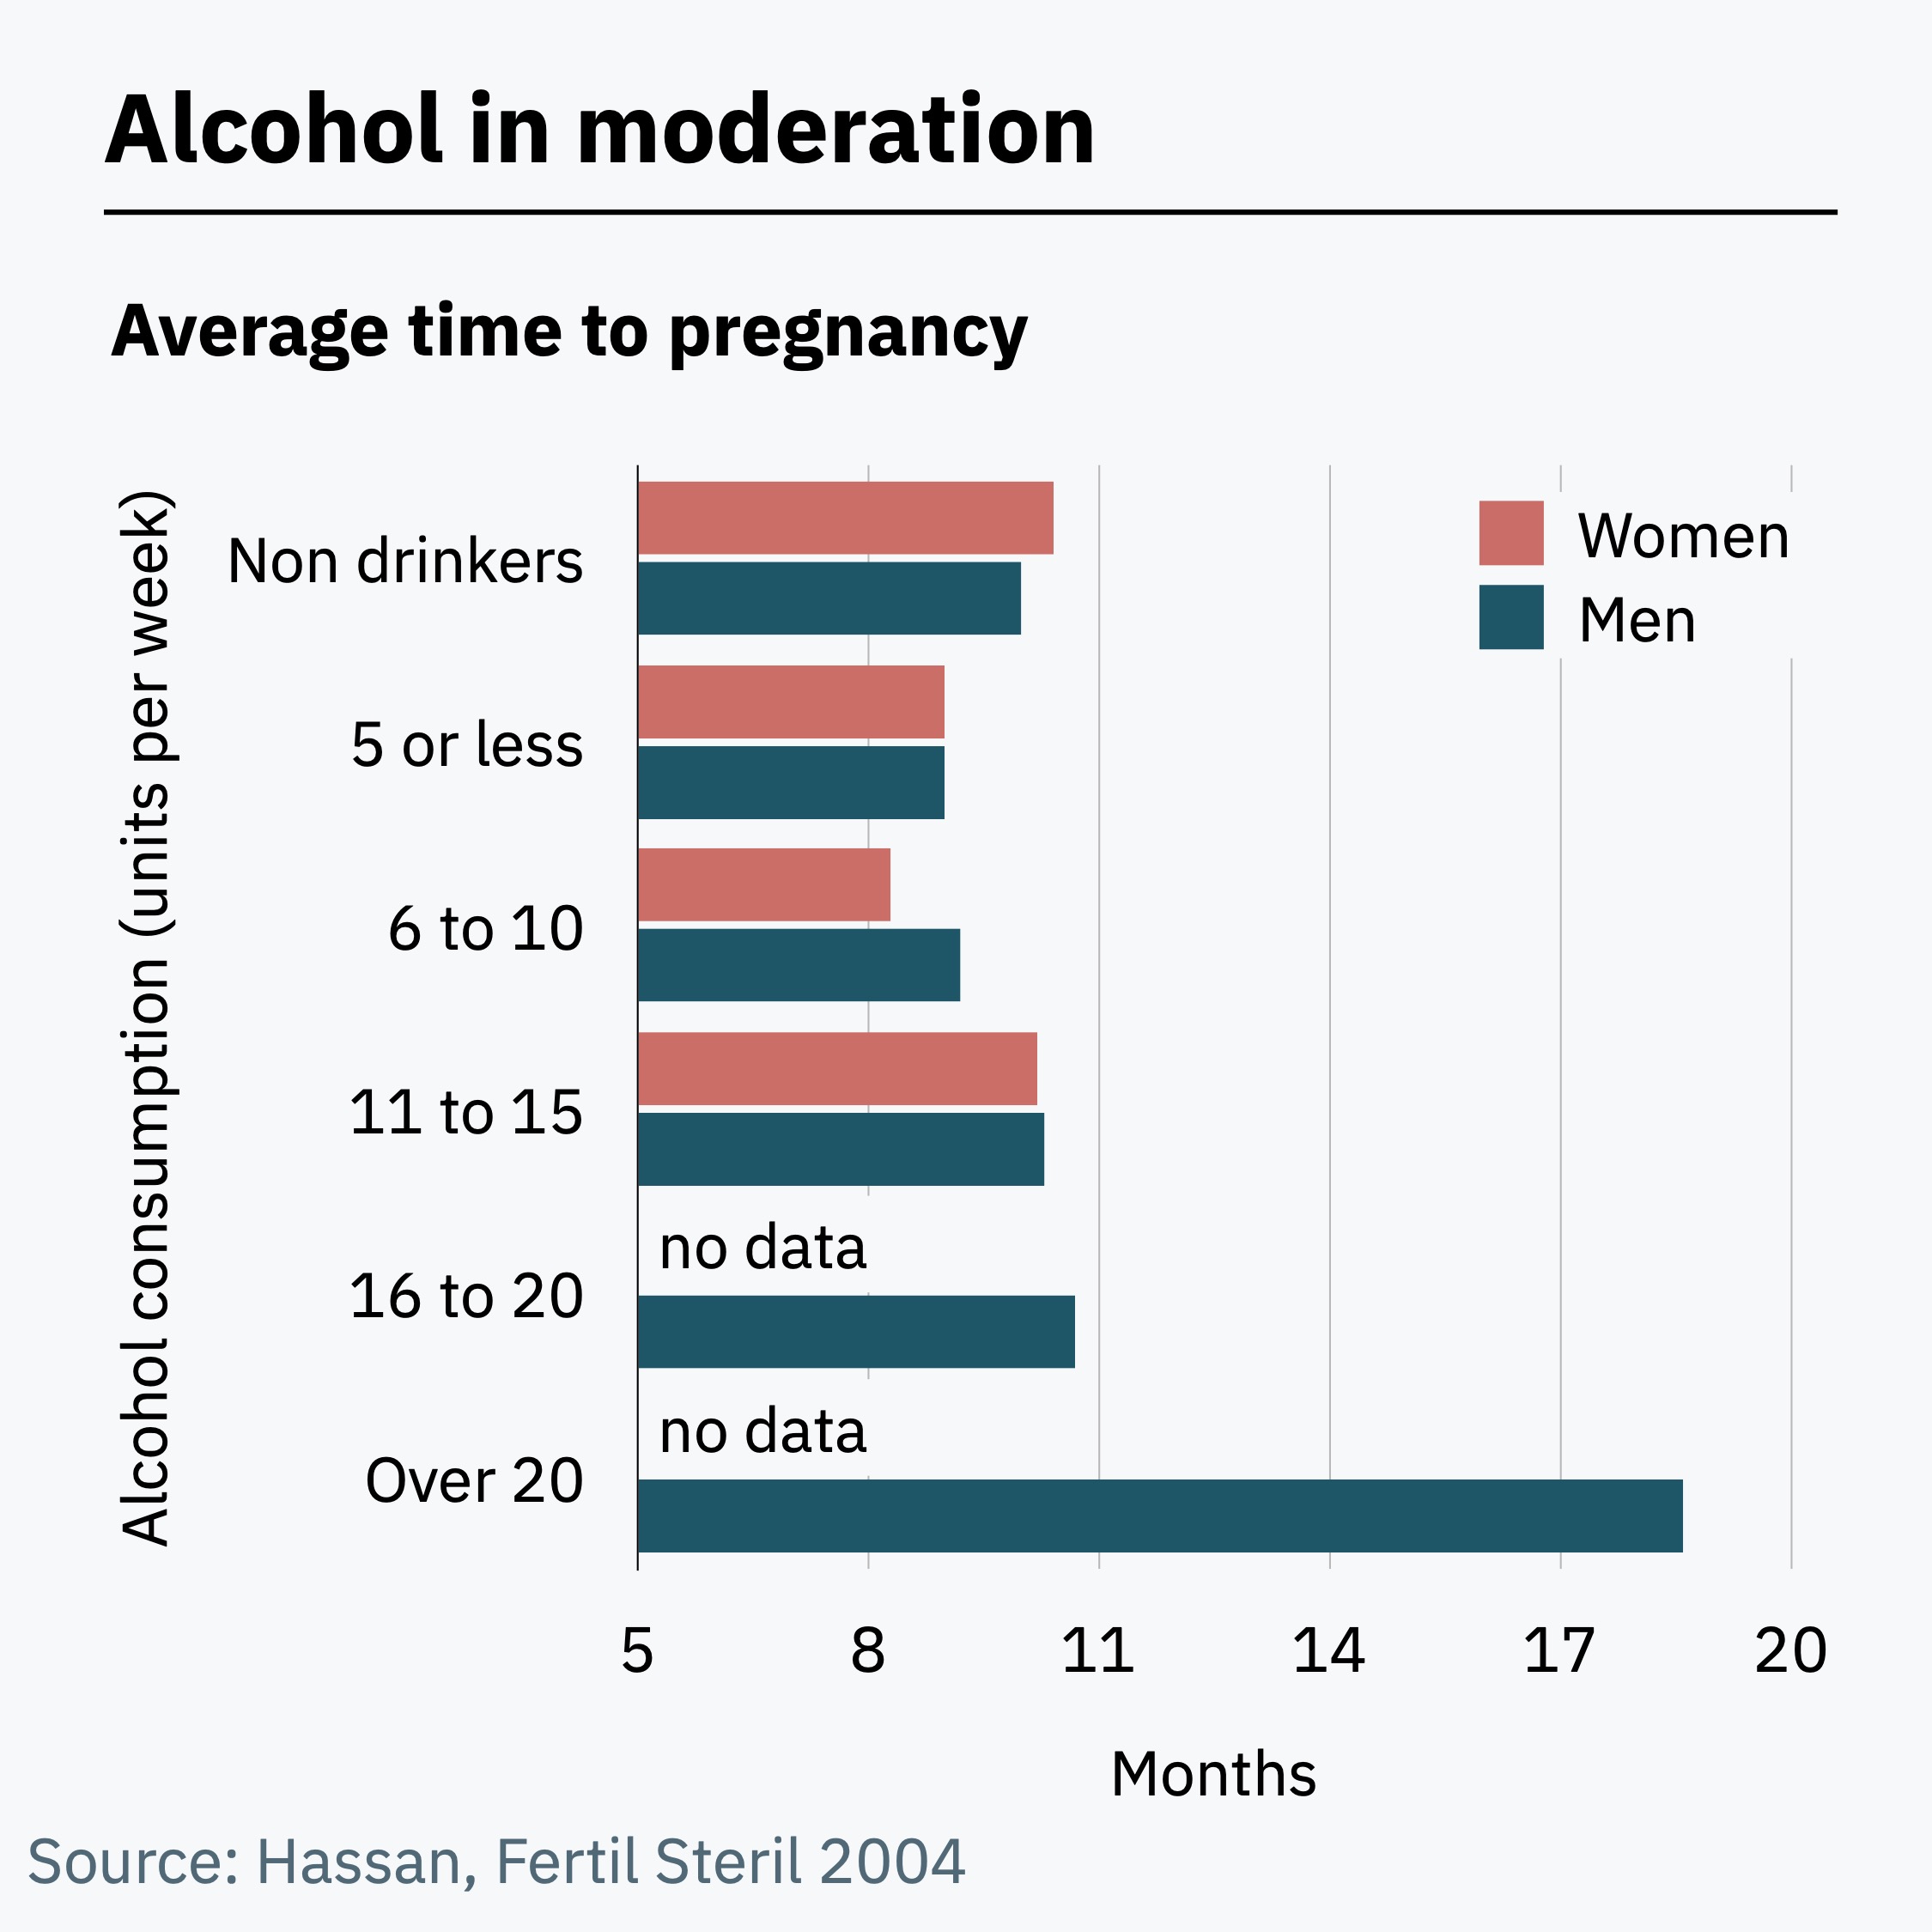 Alcohol in moderation
Average time to pregnancy
Alcohol consumption (units per week)
Women
Men
Non drinkers
5 or less
6 to 10
11 to 15
no data
16 to 20
no data
Over 20
5 8 11 14 17 20
Months
Source: Hassan, Fertil Steril 2004